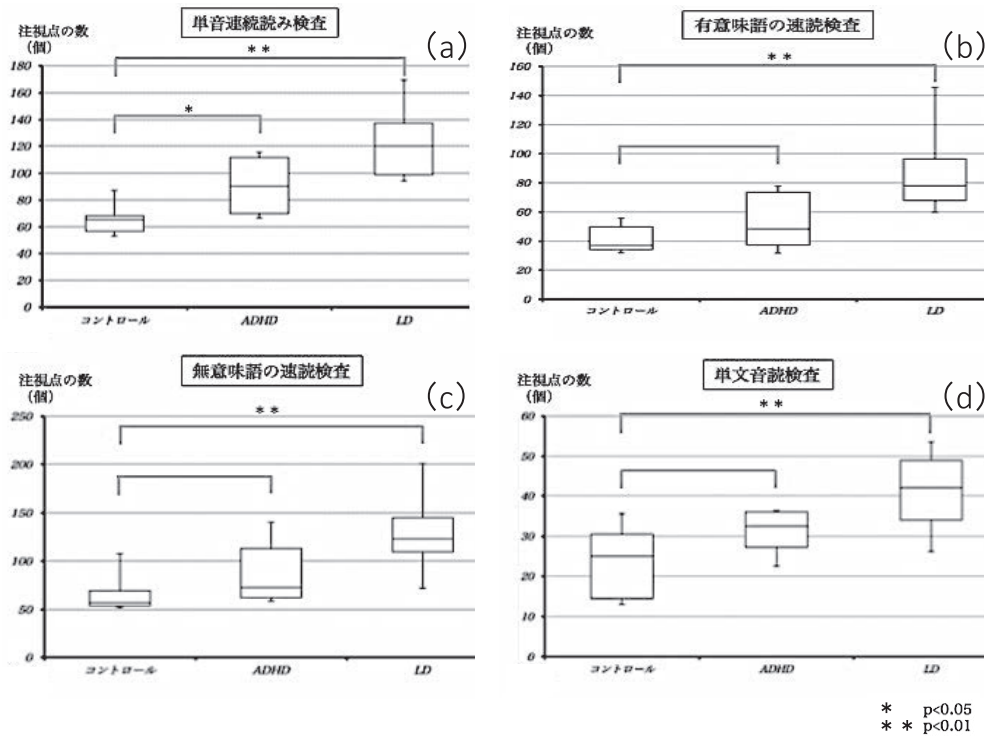 単音連続読み検査
(a)
注視点の数
(個)
180
160
140
120
100
80
60
40
20
0
**
*
コントロール
ADHD
LD
有意味語の速読検査
(b)
注視点の数
(個)
160
140
120
100
80
60
40
20
0
**
コントロール
ADHD
LD
無意味語の速読検査
(c)
注視点の数
(個)
250
200
150
100
50
0
**
コントロール
ADHD
LD
単文音読検査
(d)
注視点の数
(個)
60
50
40
30
20
10
0
**
コントロール
ADHD
LD
* p<0.05
** p<0.01